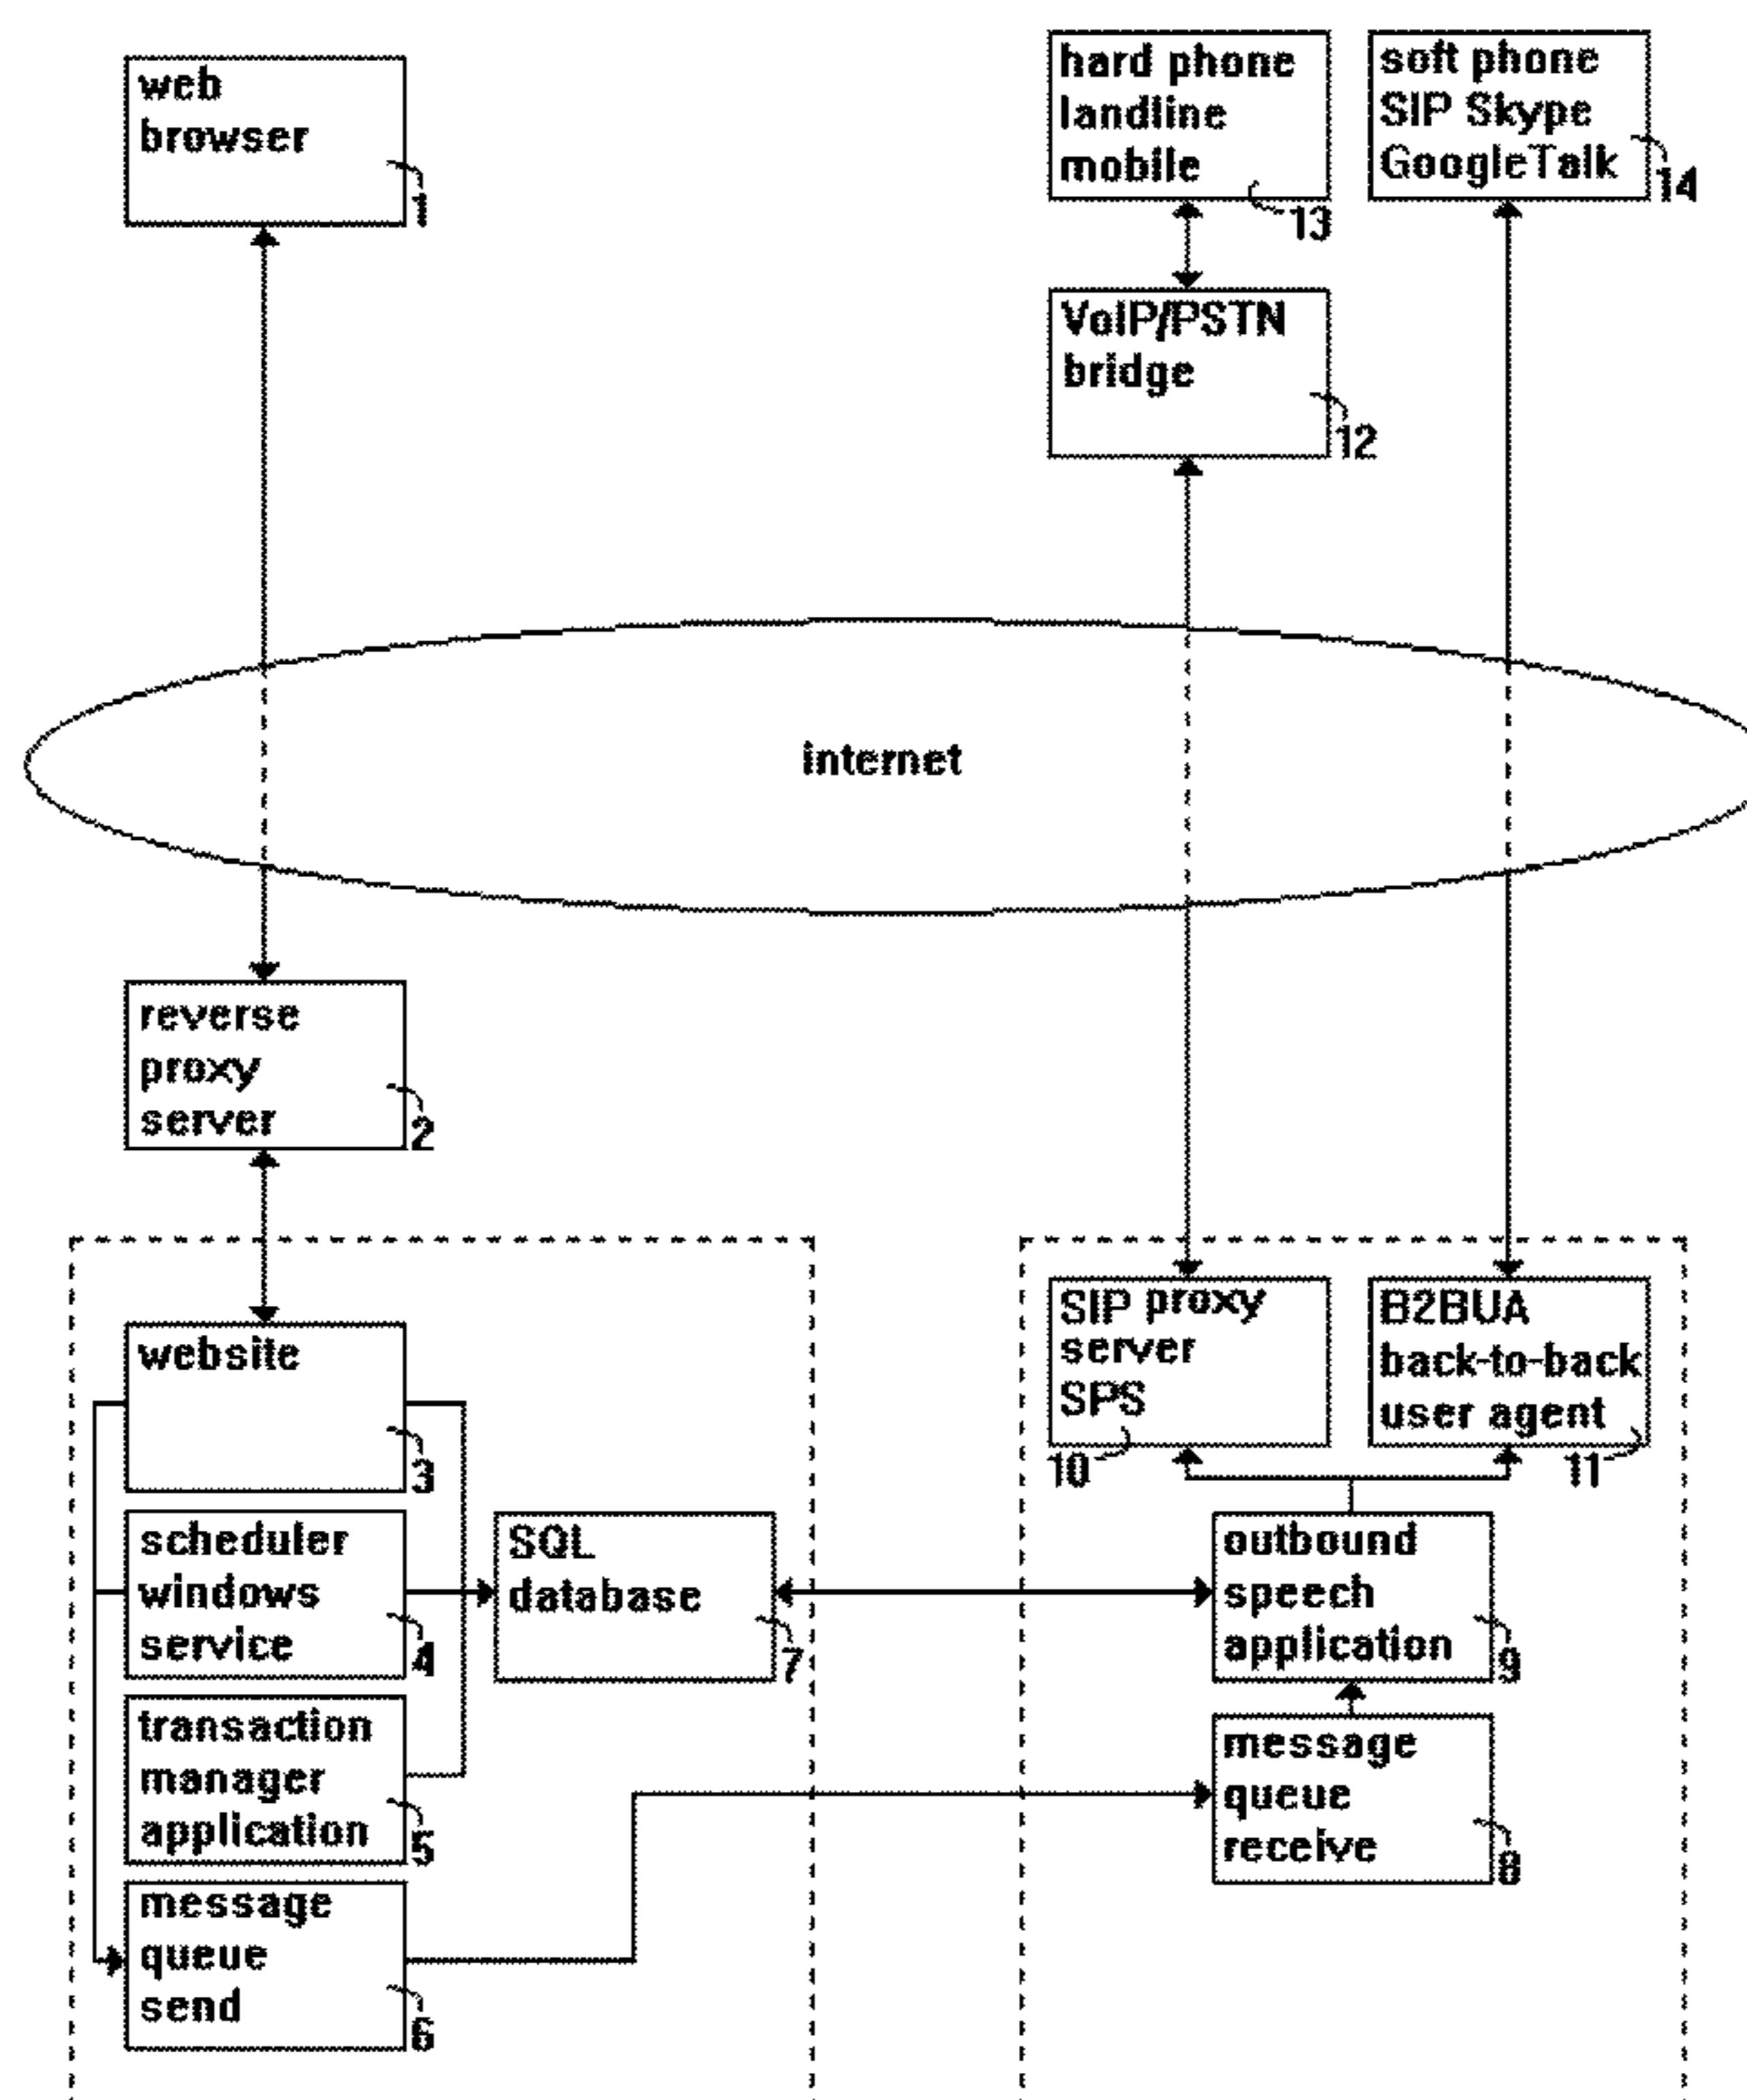 web
browser
1
hard phone
landline
mobile
13
soft phone
SIP Skype
GoogleTalk
14
VoIP/PSTN
bridge
12
internet
reverse
proxy
server
2
website
3
scheduler
windows
service
4
transaction
manager
application
5
message
queue
send
6
SQL
database
7
SIP proxy
server
SPS
10
B2BUA
back-to-back
user agent
11
outbound
speech
application
9
message
queue
receive
8